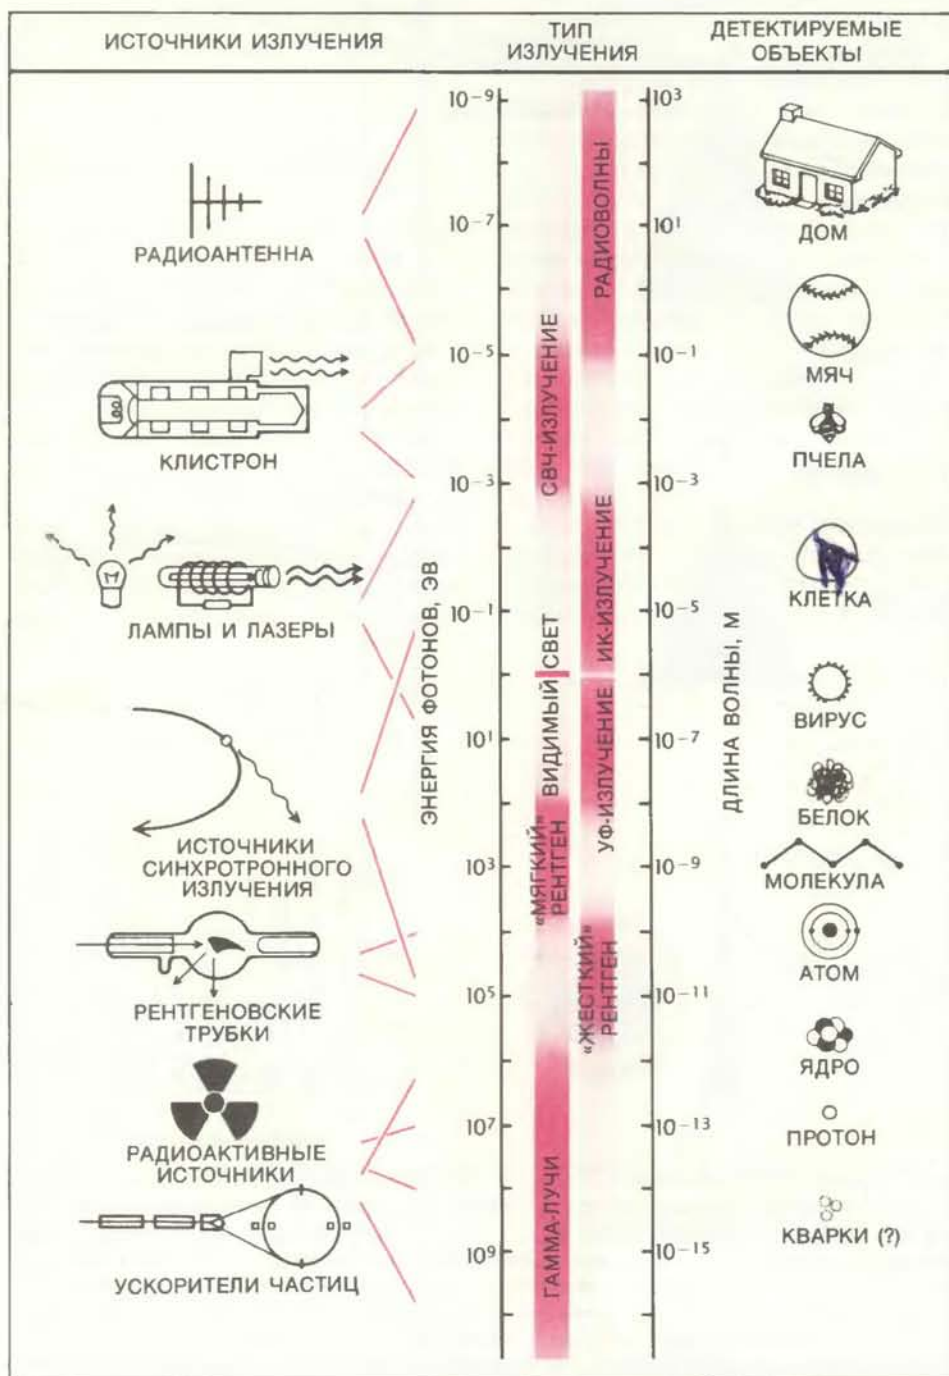 ИСТОЧНИКИ ИЗЛУЧЕНИЯ
ТИП
ИЗЛУЧЕНИЯ
ДЕТЕКТИРУЕМЫЕ
ОБЪЕКТЫ
РАДИОАНТЕННА
КЛИСТРОН
ЛАМПЫ И ЛАЗЕРЫ
ИСТОЧНИКИ
СИНХРОТРОННОГО
ИЗЛУЧЕНИЯ
РЕНТГЕНОВСКИЕ
ТРУБКИ
РАДИОАКТИВНЫЕ
ИСТОЧНИКИ
УСКОРИТЕЛИ ЧАСТИЦ
ЭНЕРГИЯ ФОТОНОВ, ЭВ
10⁻⁹
10⁻⁷
10⁻⁵
10⁻³
10⁻¹
10¹
10³
10⁵
10⁷
10⁹
СВЧ-ИЗЛУЧЕНИЕ
ВИДИМЫЙ СВЕТ
«МЯГКИЙ»
РЕНТГЕН
ГАММА-ЛУЧИ
РАДИОВОЛНЫ
ИК-ИЗЛУЧЕНИЕ
УФ-ИЗЛУЧЕНИЕ
«ЖЕСТКИЙ»
РЕНТГЕН
10³
10¹
10⁻¹
10⁻³
10⁻⁵
10⁻⁷
10⁻⁹
10⁻¹¹
10⁻¹³
10⁻¹⁵
ДЛИНА ВОЛНЫ, М
ДОМ
МЯЧ
ПЧЕЛА
КЛЕТКА
ВИРУС
БЕЛОК
МОЛЕКУЛА
АТОМ
ЯДРО
ПРОТОН
КВАРКИ (?)